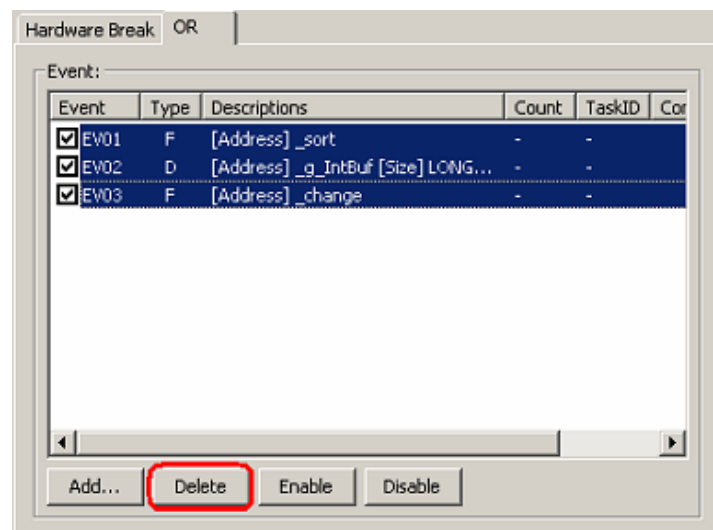 Hardware Break OR
Event:
Event Type Descriptions Count TaskID Cor
EV01 F [Address] _sort - -
EV02 D [Address] _g_IntBuf [Size] LONG... - -
EV03 F [Address] _change - -
Add... Delete Enable Disable